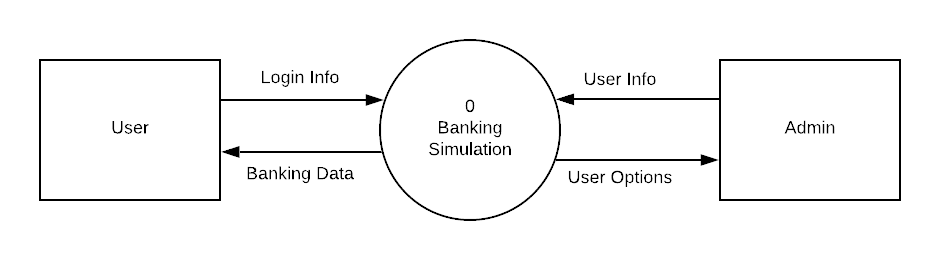 Login Info
User Info
User
0
Banking
Simulation
Admin
Banking Data
User Options